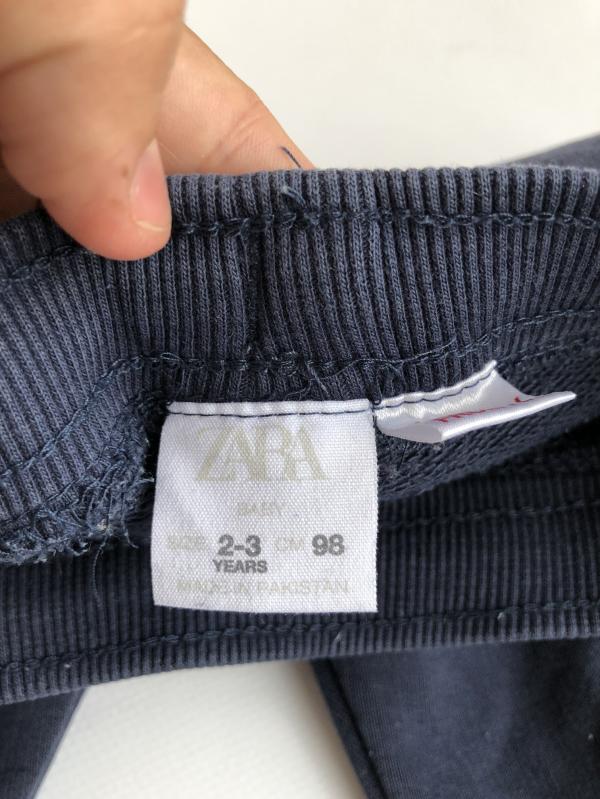 ZARA
BABY
SIZE 2-3 CM 98
YEARS
MADE IN PAKISTAN